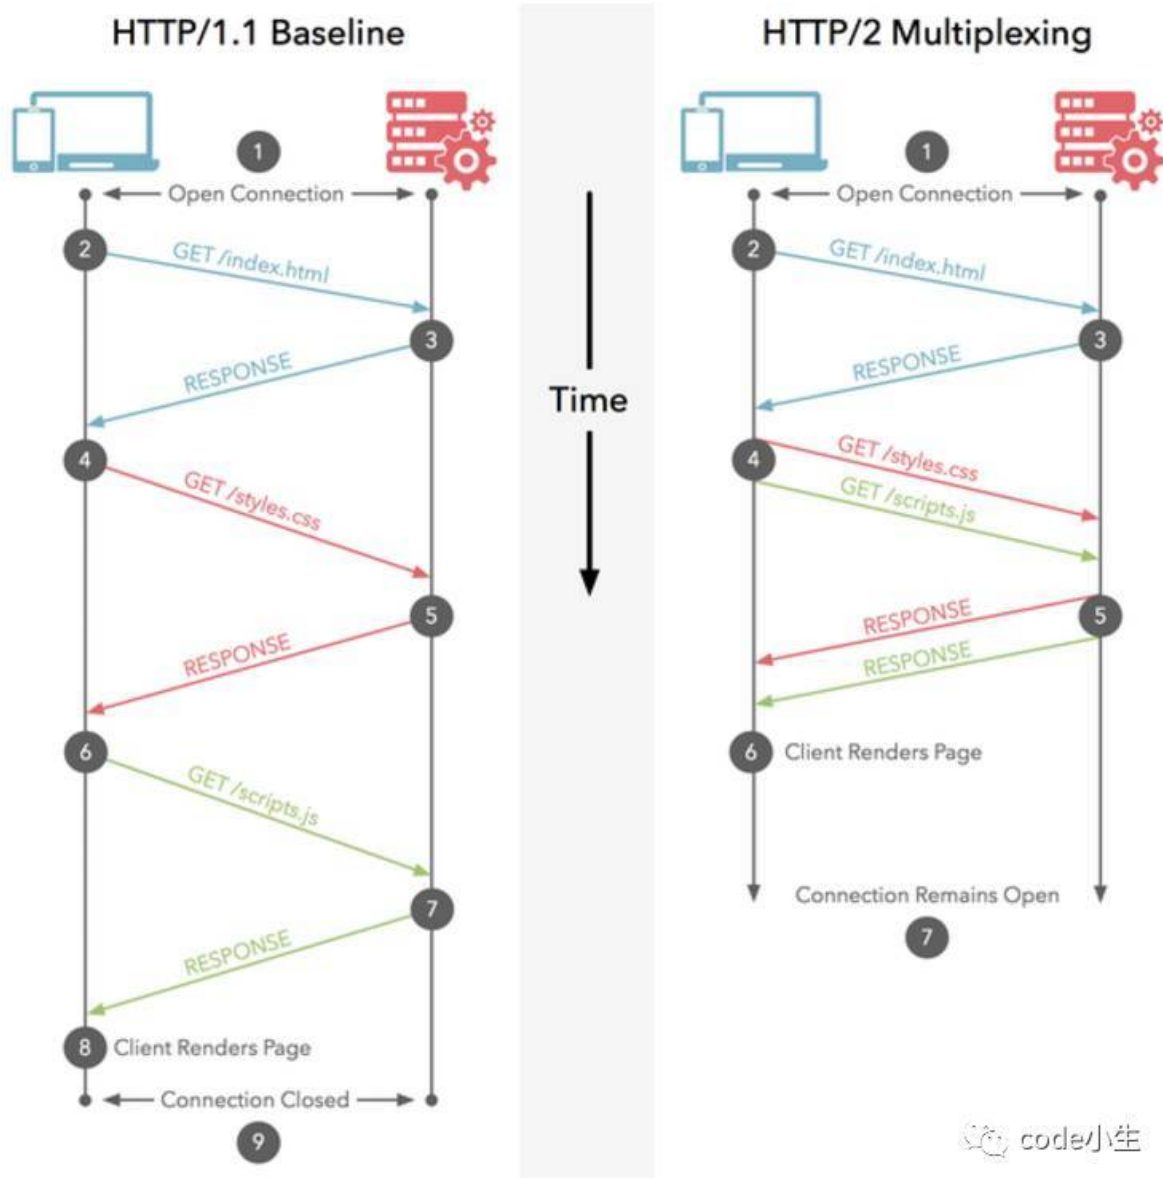 HTTP/1.1 Baseline
1
Open Connection
2
GET /index.html
3
RESPONSE
4
GET /styles.css
5
RESPONSE
6
GET /scripts.js
7
RESPONSE
8
Client Renders Page
Connection Closed
9
Time
HTTP/2 Multiplexing
1
Open Connection
2
GET /index.html
3
RESPONSE
4
GET /styles.css
GET /scripts.js
5
RESPONSE
RESPONSE
6
Client Renders Page
Connection Remains Open
7
code小生